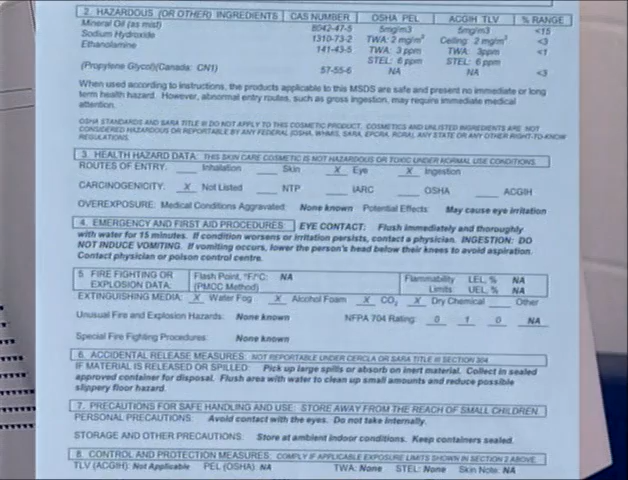 2. HAZARDOUS (OR OTHER) INGREDIENTS CAS NUMBER OSHA PEL ACGIH TLV % RANGE
Mineral Oil (as mist) 8042-47-5 5mg/m3 5mg/m3 <15
Sodium Hydroxide 1310-73-2 TWA: 2 mg/m³ Ceiling: 2 mg/m³ <3
Ethanolamine 141-43-5 TWA: 3 ppm TWA: 3ppm <1
STEL: 6 ppm STEL: 6 ppm
(Propylene Glycol)(Canada: CN1) 57-55-6 NA NA <3
When used according to instructions, the products applicable to this MSDS are safe and present no immediate or long
term health hazard. However, abnormal entry routes, such as gross ingestion, may require immediate medical
attention.
OSHA STANDARDS AND SARA TITLE III DO NOT APPLY TO THIS COSMETIC PRODUCT. COSMETICS AND UNLISTED INGREDIENTS ARE NOT
CONSIDERED HAZARDOUS OR REPORTABLE BY ANY FEDERAL (OSHA, WHMIS, SARA, EPCRA, RCRA), ANY STATE OR ANY OTHER RIGHT-TO-KNOW
REGULATIONS.
3. HEALTH HAZARD DATA: THIS SKIN CARE COSMETIC IS NOT HAZARDOUS OR TOXIC UNDER NORMAL USE CONDITIONS.
ROUTES OF ENTRY: Inhalation Skin X Eye X Ingestion
CARCINOGENICITY: X Not Listed NTP IARC OSHA ACGIH
OVEREXPOSURE: Medical Conditions Aggravated: None known Potential Effects: May cause eye irritation
4. EMERGENCY AND FIRST AID PROCEDURES EYE CONTACT: Flush immediately and thoroughly
with water for 15 minutes. If condition worsens or irritation persists, contact a physician. INGESTION: DO
NOT INDUCE VOMITING. If vomiting occurs, lower the person's head below their knees to avoid aspiration.
Contact physician or poison control centre.
5 FIRE FIGHTING OR Flash Point, °F/°C: NA Flammability LEL, % NA
EXPLOSION DATA: (PMCC Method) Limits: UEL, % NA
EXTINGUISHING MEDIA: X Water Fog X Alcohol Foam X CO2 X Dry Chemical Other
Unusual Fire and Explosion Hazards: None known NFPA 704 Rating: 0 1 0 NA
Special Fire Fighting Procedures: None known
6. ACCIDENTAL RELEASE MEASURES: NOT REPORTABLE UNDER CERCLA OR SARA TITLE III SECTION 304
IF MATERIAL IS RELEASED OR SPILLED: Pick up large spills or absorb on inert material. Collect in sealed
approved container for disposal. Flush area with water to clean up small amounts and reduce possible
slippery floor hazard.
7. PRECAUTIONS FOR SAFE HANDLING AND USE: STORE AWAY FROM THE REACH OF SMALL CHILDREN.
PERSONAL PRECAUTIONS: Avoid contact with the eyes. Do not take internally.
STORAGE AND OTHER PRECAUTIONS: Store at ambient indoor conditions. Keep containers sealed.
8. CONTROL AND PROTECTION MEASURES: COMPLY IF APPLICABLE EXPOSURE LIMITS SHOWN IN SECTION 2 ABOVE.
TLV (ACGIH): Not Applicable PEL (OSHA): NA TWA: None STEL: None Skin Note: NA